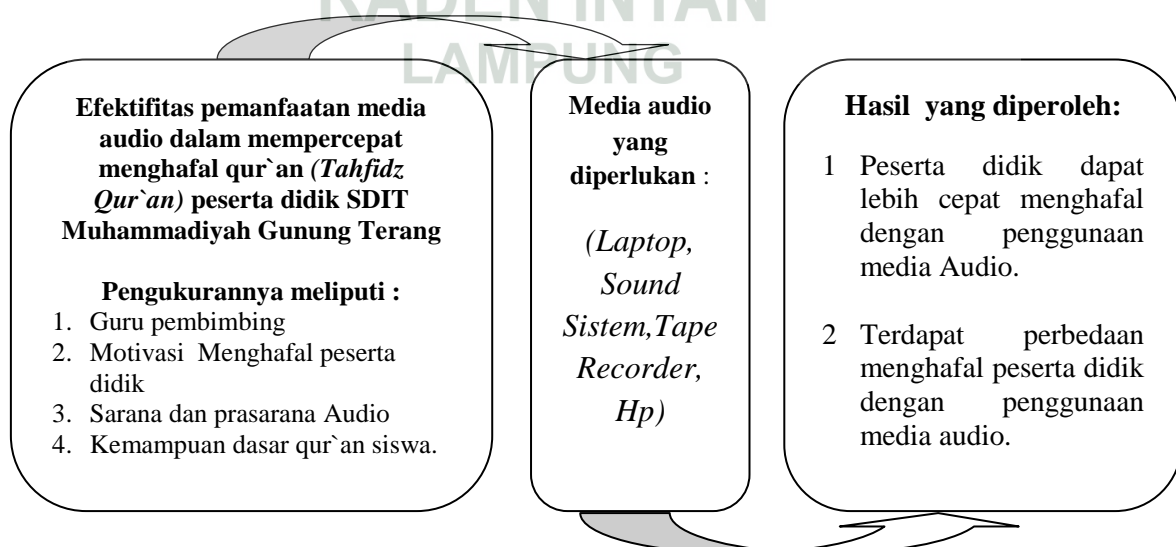 RADEN INTAN
LAMPUNG
Efektifitas pemanfaatan media
audio dalam mempercepat
menghafal qur`an (Tahfidz
Qur`an) peserta didik SDIT
Muhammadiyah Gunung Terang
Pengukurannya meliputi :
1. Guru pembimbing
2. Motivasi Menghafal peserta
didik
3. Sarana dan prasarana Audio
4. Kemampuan dasar qur`an siswa.
Media audio
yang
diperlukan :
(Laptop,
Sound
Sistem,Tape
Recorder,
Hp)
Hasil yang diperoleh:
1 Peserta didik dapat
lebih cepat menghafal
dengan penggunaan
media Audio.
2 Terdapat perbedaan
menghafal peserta didik
dengan penggunaan
media audio.